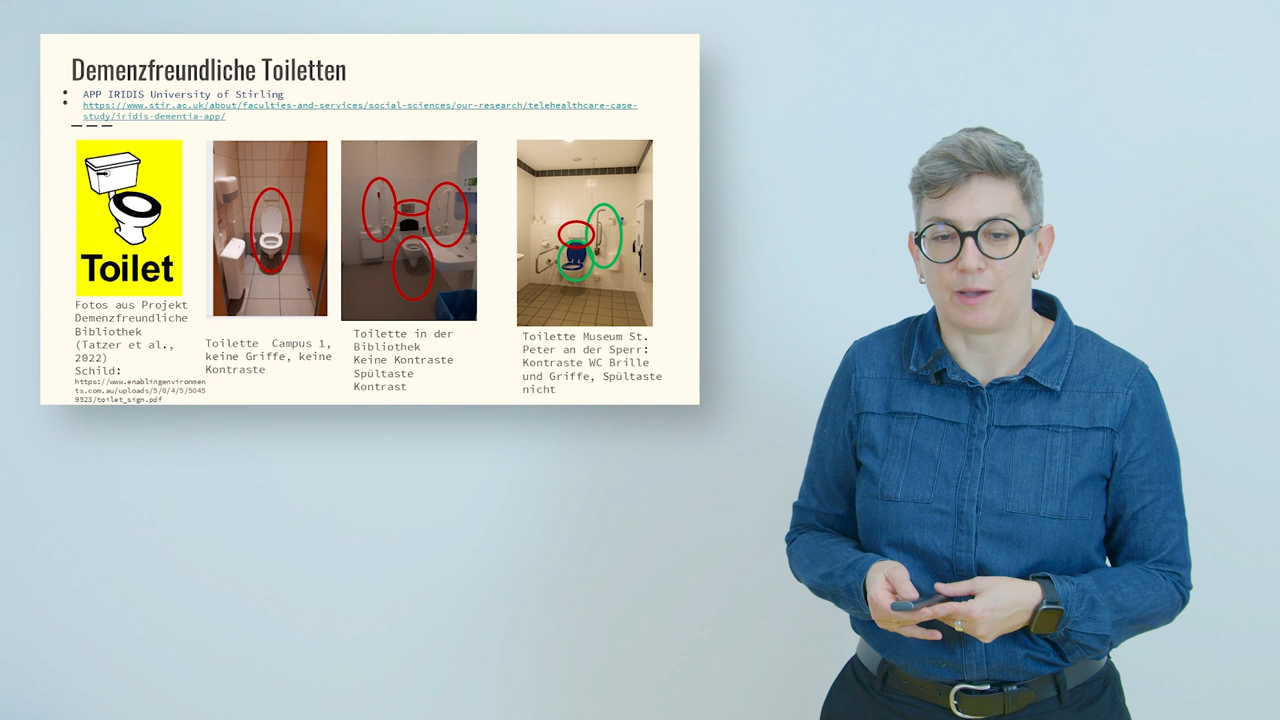 Demenzfreundliche Toiletten
APP IRIDIS University of Stirling
https://www.stir.ac.uk/about/faculties-and-services/social-sciences/our-research/telehealthcare-case-
study/iridis-dementia-app/
Toilet
Fotos aus Projekt
Demenzfreundliche
Bibliothek
(Tatzer et al.,
2022)
Schild:
https://www.enablingenvironmen
ts.com.au/uploads/5/0/4/5/5045
9523/toilet_sign.pdf
Toilette Campus 1,
keine Griffe, keine
Kontraste
Toilette in der
Bibliothek
Keine Kontraste
Spültaste
Kontrast
Toilette Museum St.
Peter an der Sperr:
Kontraste WC Brille
und Griffe, Spültaste
nicht